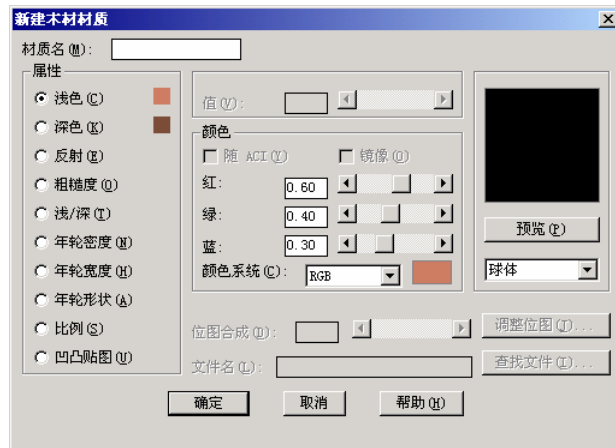 新建木材材质
材质名(M):
属性
浅色(C)
深色(K)
反射(E)
粗糙度(O)
浅/深(T)
年轮密度(N)
年轮宽度(H)
年轮形状(A)
比例(S)
凹凸贴图(U)
值(V):
颜色
随 ACI(Y)
镜像(O)
红: 0.60
绿: 0.40
蓝: 0.30
颜色系统(C): RGB
预览(P)
球体
位图合成(D):
调整位图(J)...
文件名(L):
查找文件(I)...
确定
取消
帮助(H)